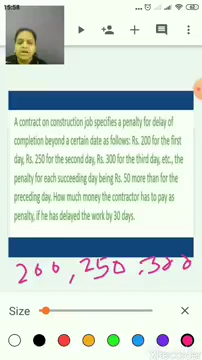 15:58
A contract on construction job specifies a penalty for delay of
completion beyond a certain date as follows: Rs. 200 for the first
day, Rs. 250 for the second day, Rs. 300 for the third day, etc., the
penalty for each succeeding day being Rs. 50 more than for the
preceding day. How much money the contractor has to pay as
penalty, if he has delayed the work by 30 days.
200, 250, 300
Size
Activate Windows